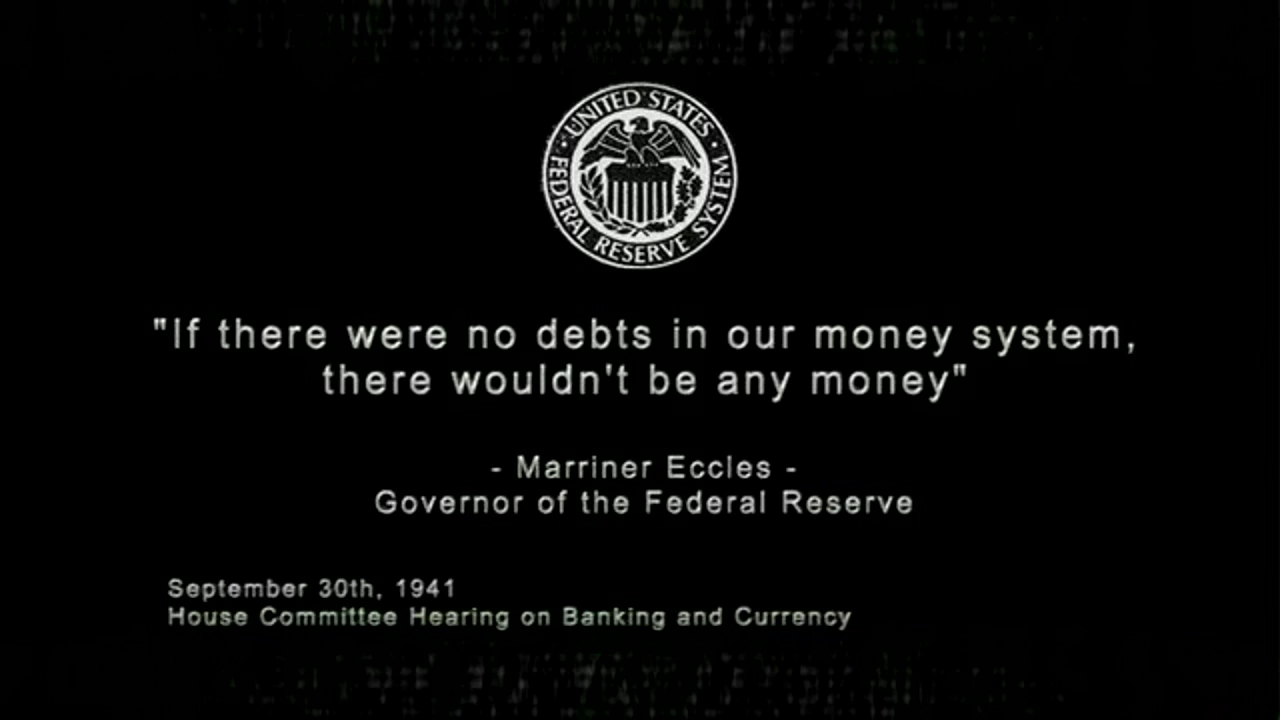 UNITED STATES
FEDERAL RESERVE SYSTEM
"If there were no debts in our money system,
there wouldn't be any money"
- Marriner Eccles -
Governor of the Federal Reserve
September 30th, 1941
House Committee Hearing on Banking and Currency